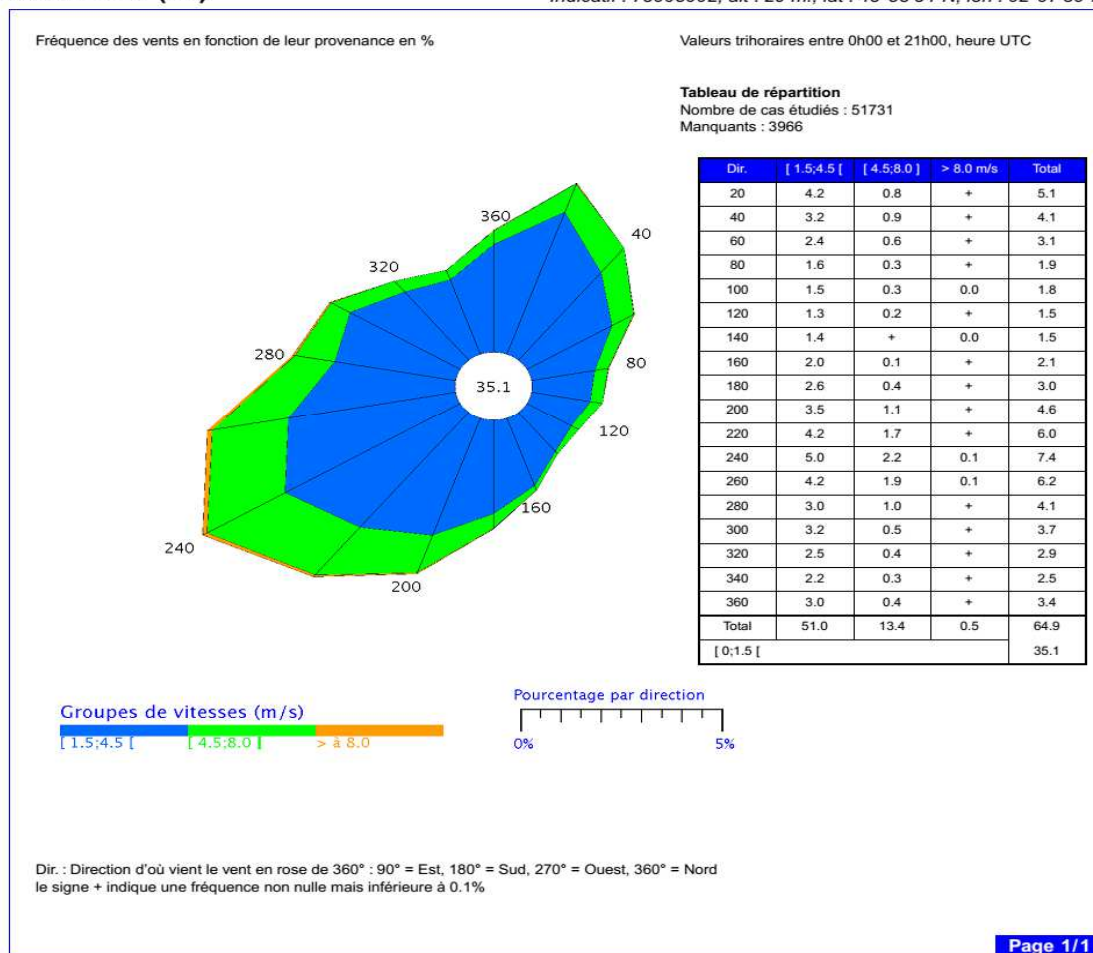 Fréquence des vents en fonction de leur provenance en %
Valeurs trihoraires entre 0h00 et 21h00, heure UTC
Tableau de répartition
Nombre de cas étudiés : 51731
Manquants : 3966
Dir. [ 1.5;4.5 [ [ 4.5;8.0 ] > 8.0 m/s Total
20 4.2 0.8 + 5.1
40 3.2 0.9 + 4.1
60 2.4 0.6 + 3.1
80 1.6 0.3 + 1.9
100 1.5 0.3 0.0 1.8
120 1.3 0.2 + 1.5
140 1.4 + 0.0 1.5
160 2.0 0.1 + 2.1
180 2.6 0.4 + 3.0
200 3.5 1.1 + 4.6
220 4.2 1.7 + 6.0
240 5.0 2.2 0.1 7.4
260 4.2 1.9 0.1 6.2
280 3.0 1.0 + 4.1
300 3.2 0.5 + 3.7
320 2.5 0.4 + 2.9
340 2.2 0.3 + 2.5
360 3.0 0.4 + 3.4
Total 51.0 13.4 0.5 64.9
[ 0;1.5 [ 35.1
360
40
320
280
80
35.1
120
160
240
200
Groupes de vitesses (m/s)
[ 1.5;4.5 [ [ 4.5;8.0 ] > à 8.0
Pourcentage par direction
0% 5%
Dir. : Direction d'où vient le vent en rose de 360° : 90° = Est, 180° = Sud, 270° = Ouest, 360° = Nord
le signe + indique une fréquence non nulle mais inférieure à 0.1%
Page 1/1